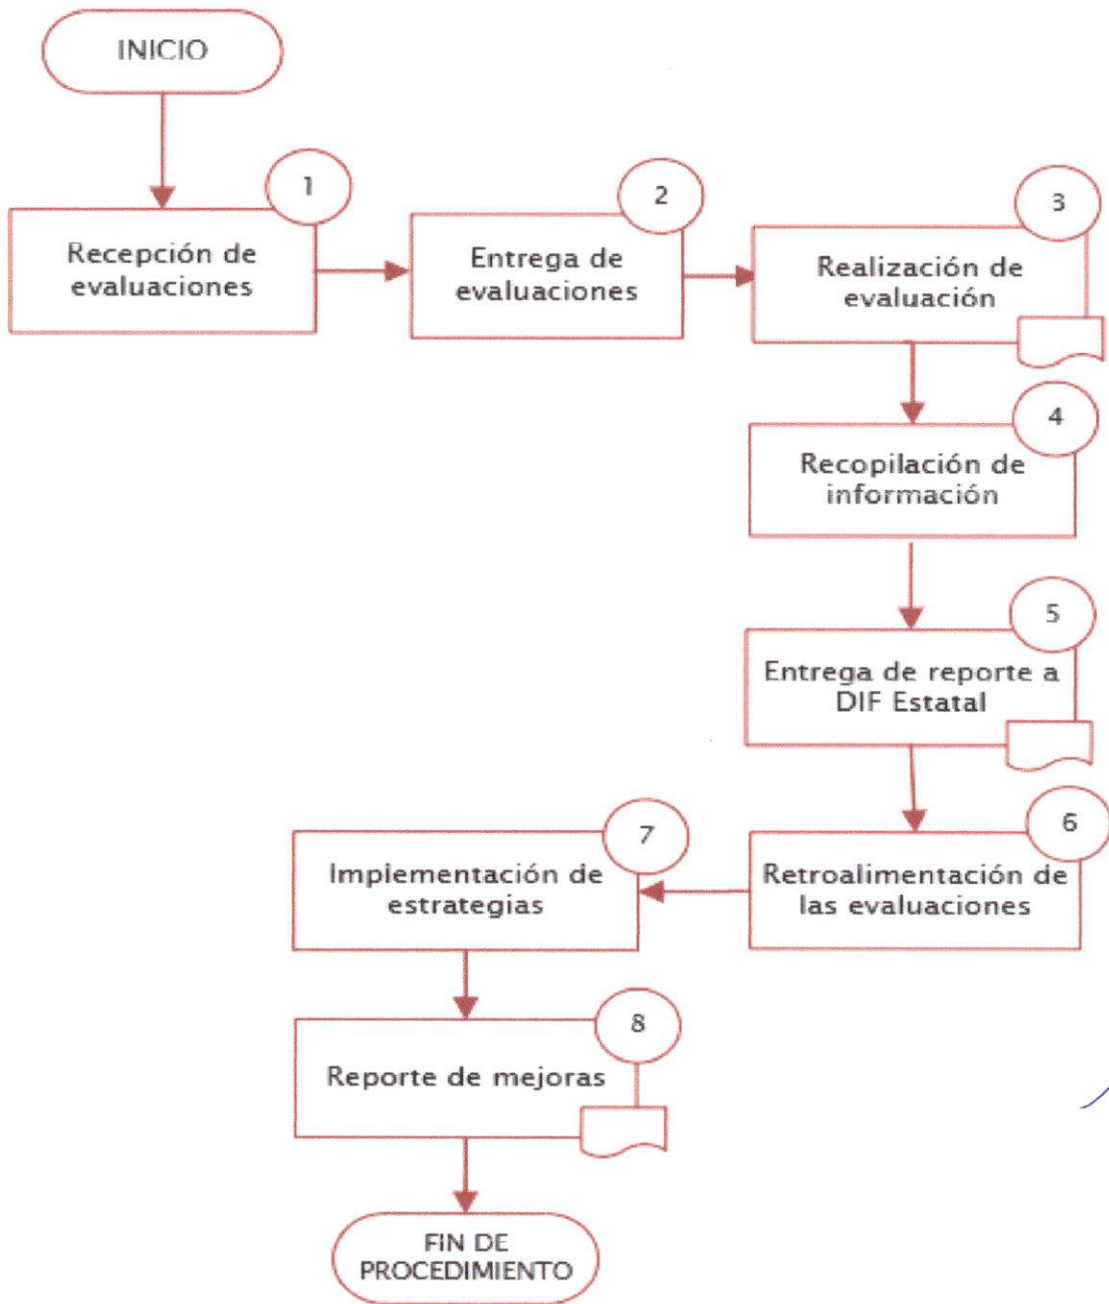 INICIO
1
Recepción de
evaluaciones
2
Entrega de
evaluaciones
3
Realización de
evaluación
4
Recopilación de
información
5
Entrega de reporte a
DIF Estatal
6
Retroalimentación de
las evaluaciones
7
Implementación de
estrategias
8
Reporte de mejoras
FIN DE
PROCEDIMIENTO